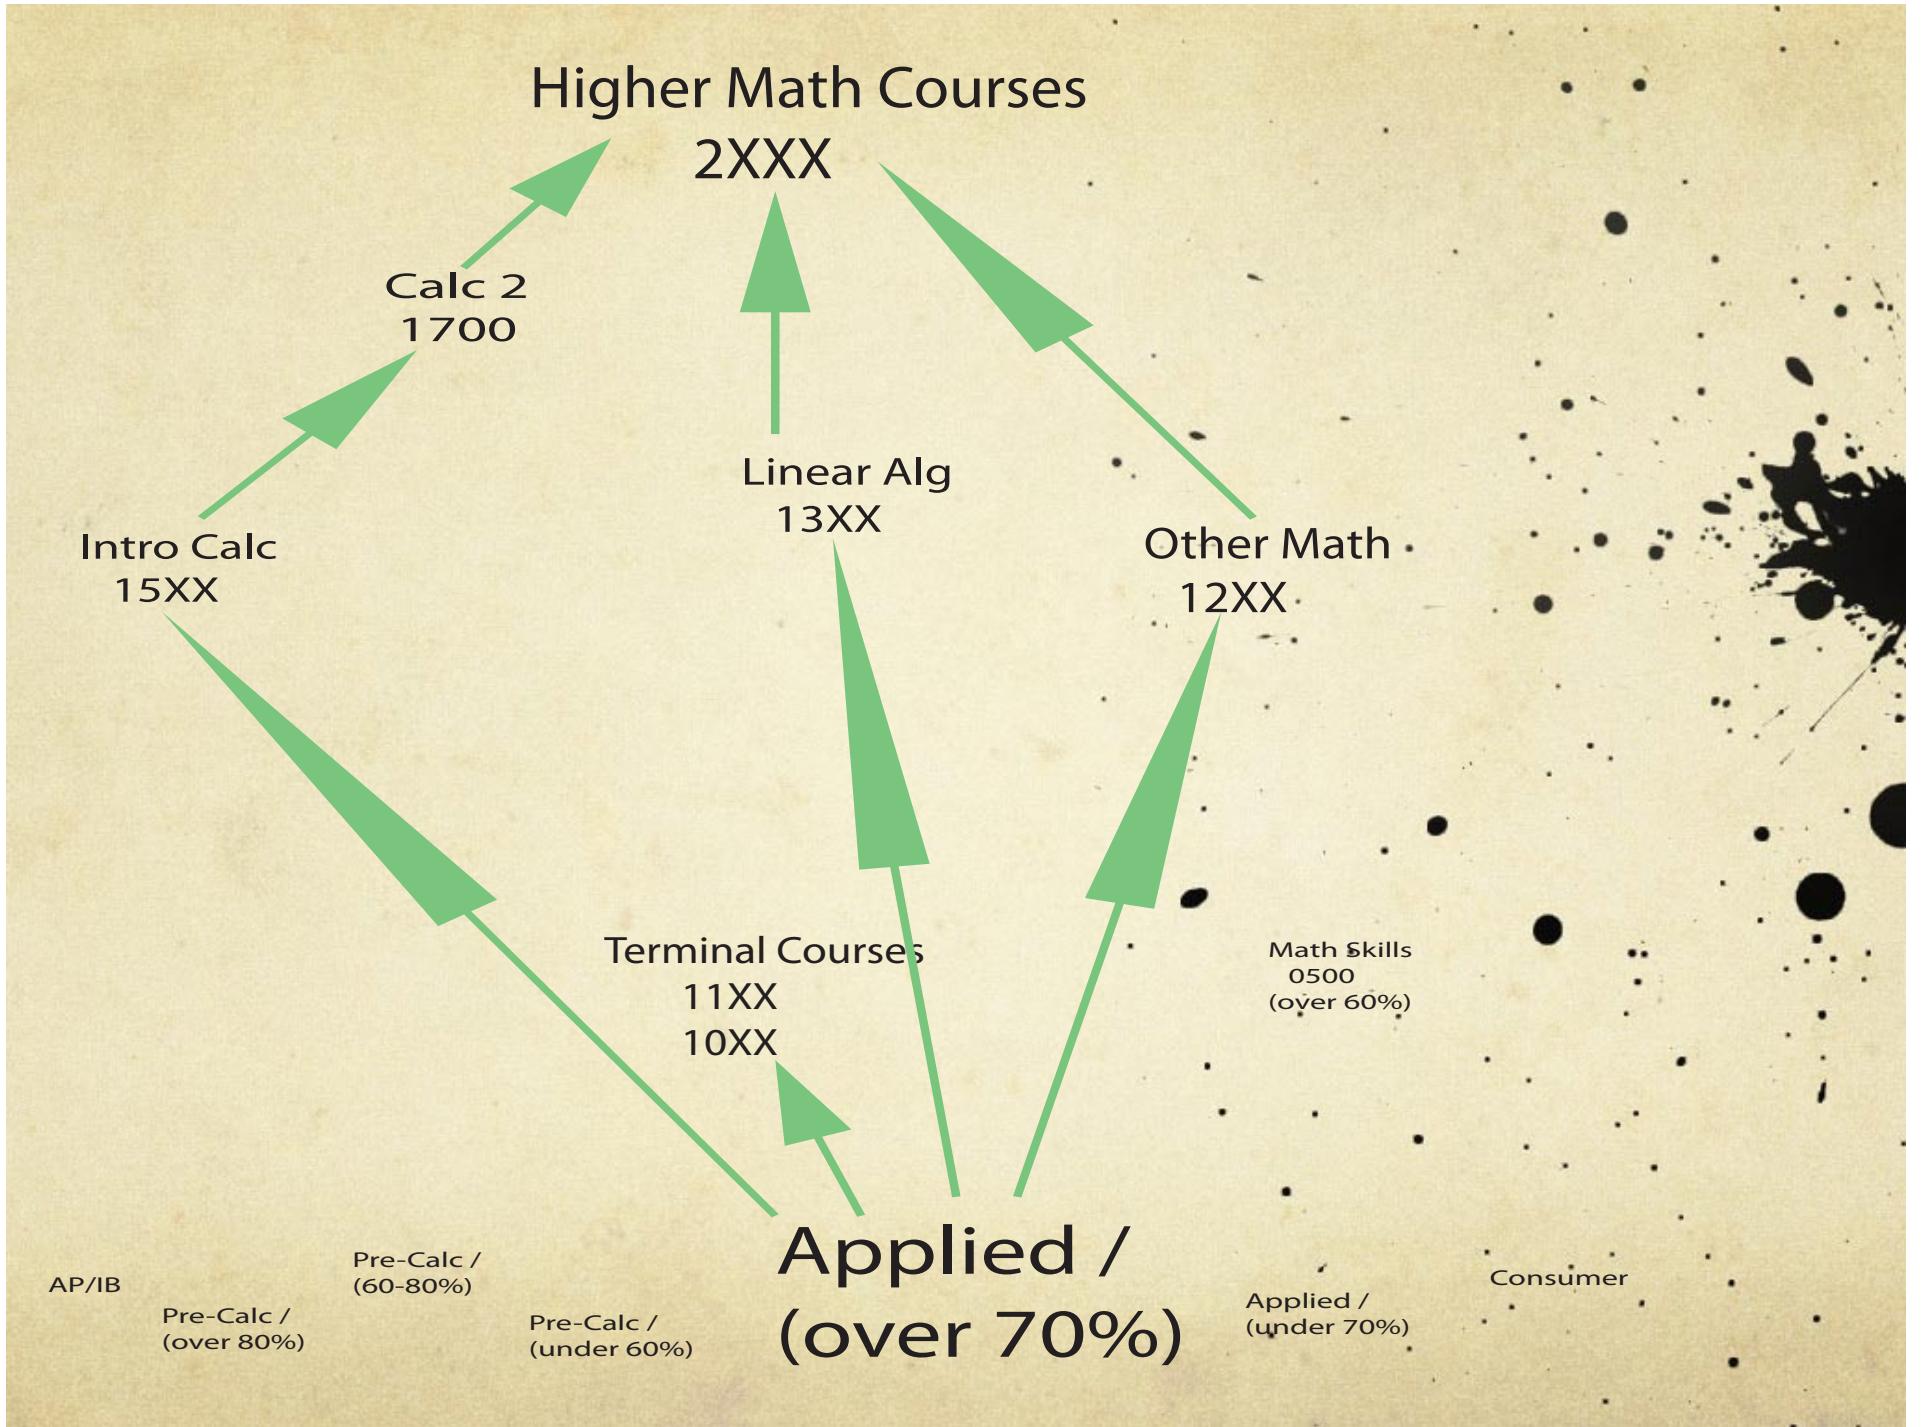 Higher Math Courses
2XXX
Calc 2
1700
Linear Alg
13XX
Intro Calc
15XX
Other Math
12XX
Terminal Courses
11XX
10XX
Math Skills
0500
(over 60%)
AP/IB
Pre-Calc /
(over 80%)
Pre-Calc /
(60-80%)
Pre-Calc /
(under 60%)
Applied /
(over 70%)
Applied /
(under 70%)
Consumer